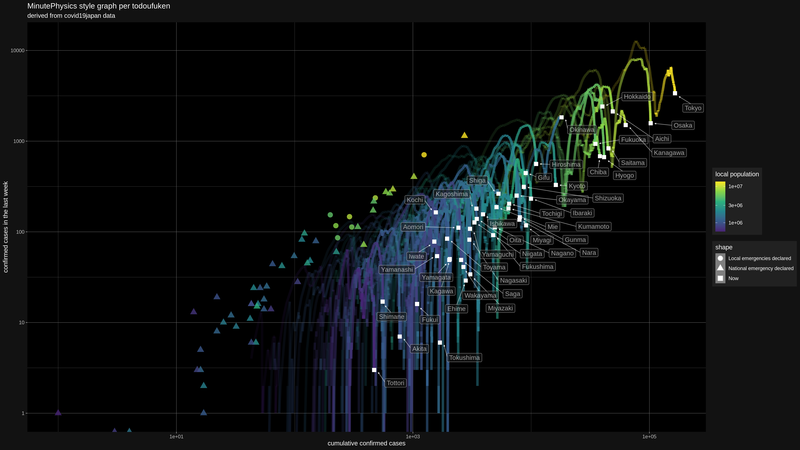 MinutePhysics style graph per todoufuken
derived from covid19japan data
confirmed cases in the last week
10000
1000
100
10
1
Hokkaido
Tokyo
Osaka
Okinawa
Aichi
Fukuoka
Kanagawa
Hiroshima
Saitama
Chiba
Hyogo
Gifu
Shiga
Kyoto
Kagoshima
Shizuoka
Kochi
Okayama
Tochigi
Ibaraki
Aomori
Ishikawa
Mie
Kumamoto
Oita
Miyagi
Gunma
Iwate
Yamaguchi
Niigata
Nagano
Nara
Yamanashi
Toyama
Fukushima
Yamagata
Nagasaki
Kagawa
Wakayama
Saga
Shimane
Fukui
Ehime
Miyazaki
Akita
Tokushima
Tottori
1e+01
1e+03
1e+05
cumulative confirmed cases
local population
1e+07
3e+06
1e+06
shape
Local emergencies declared
National emergency declared
Now